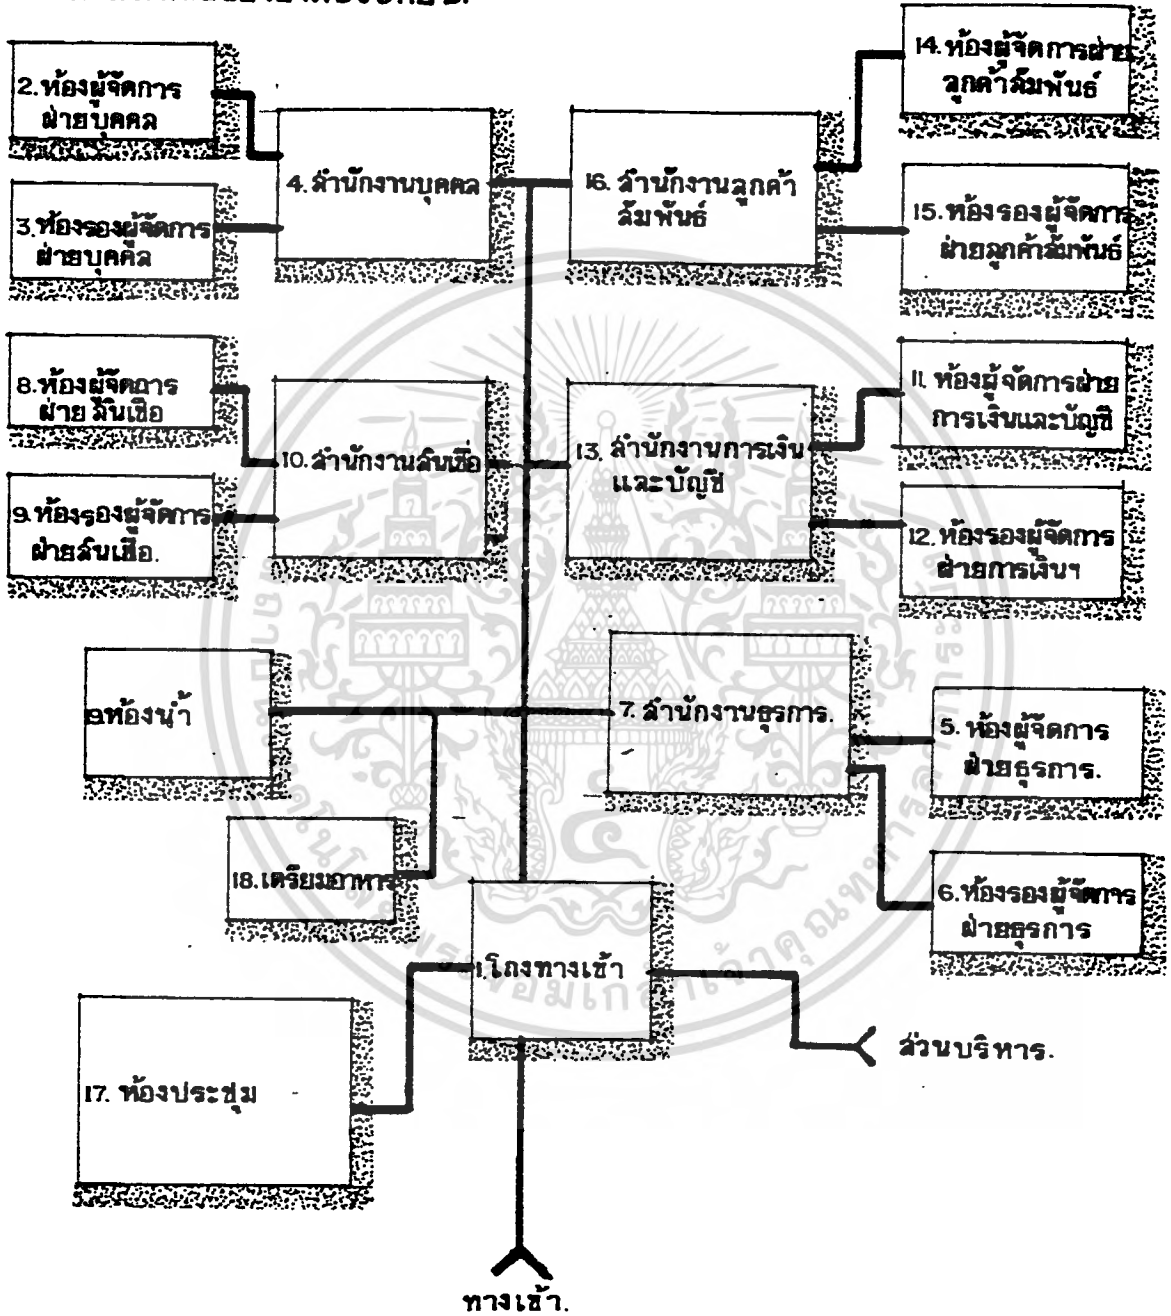 2. ห้องผู้จัดการ
ฝ่ายบุคคล
3. ห้องรองผู้จัดการ
ฝ่ายบุคคล
4. สำนักงานบุคคล
16. สำนักงานลูกค้า
สัมพันธ์
14. ห้องผู้จัดการฝ่าย
ลูกค้าสัมพันธ์
15. ห้องรองผู้จัดการ
ฝ่ายลูกค้าสัมพันธ์
8. ห้องผู้จัดการ
ฝ่ายสินเชื่อ
9. ห้องรองผู้จัดการ
ฝ่ายสินเชื่อ.
10. สำนักงานสินเชื่อ
13. สำนักงานการเงิน
และบัญชี
11. ห้องผู้จัดการฝ่าย
การเงินและบัญชี
12. ห้องรองผู้จัดการ
ฝ่ายการเงินฯ
9. ห้องน้ำ
7. สำนักงานธุรการ.
5. ห้องผู้จัดการ
ฝ่ายธุรการ.
6. ห้องรองผู้จัดการ
ฝ่ายธุรการ
18. เตรียมอาหาร
1. โถงทางเข้า
ส่วนบริหาร.
17. ห้องประชุม
ทางเข้า.